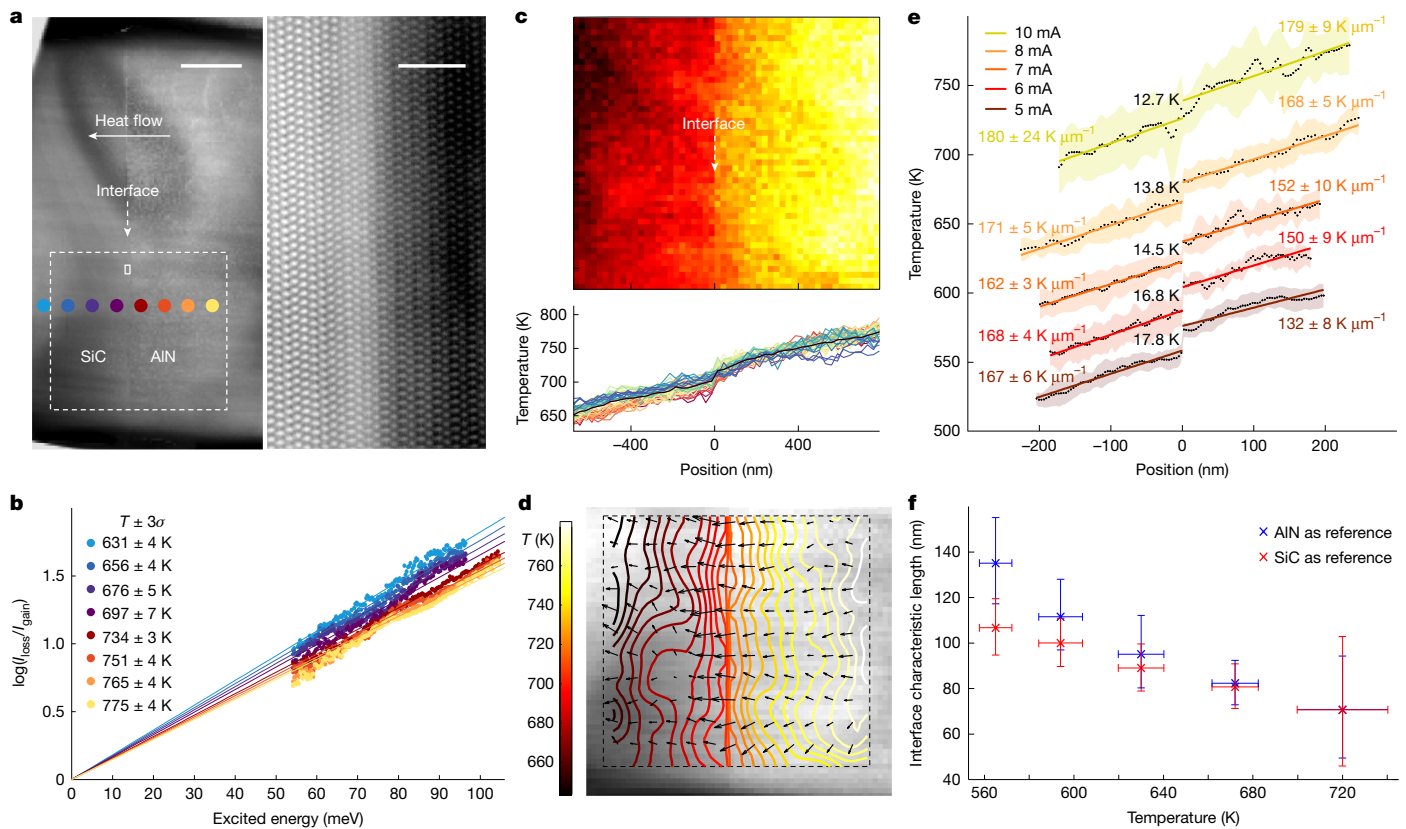 a
Heat flow
Interface
SiC
AlN
b
T ± 3σ
631 ± 4 K
656 ± 4 K
676 ± 5 K
697 ± 7 K
734 ± 3 K
751 ± 4 K
765 ± 4 K
775 ± 4 K
log(I_loss/I_gain)
1.5
1.0
0.5
0
0 10 20 30 40 50 60 70 80 90 100
Excited energy (meV)
c
Interface
Temperature (K)
800
750
700
650
−400 0 400
Position (nm)
d
T (K)
760
740
720
700
680
660
e
10 mA
8 mA
7 mA
6 mA
5 mA
179 ± 9 K μm⁻¹
12.7 K
168 ± 5 K μm⁻¹
180 ± 24 K μm⁻¹
13.8 K
152 ± 10 K μm⁻¹
171 ± 5 K μm⁻¹
14.5 K
150 ± 9 K μm⁻¹
162 ± 3 K μm⁻¹
16.8 K
168 ± 4 K μm⁻¹
17.8 K
132 ± 8 K μm⁻¹
167 ± 6 K μm⁻¹
Temperature (K)
750
700
650
600
550
500
−200 −100 0 100 200
Position (nm)
f
AlN as reference
SiC as reference
Interface characteristic length (nm)
140
120
100
80
60
40
560 600 640 680 720
Temperature (K)